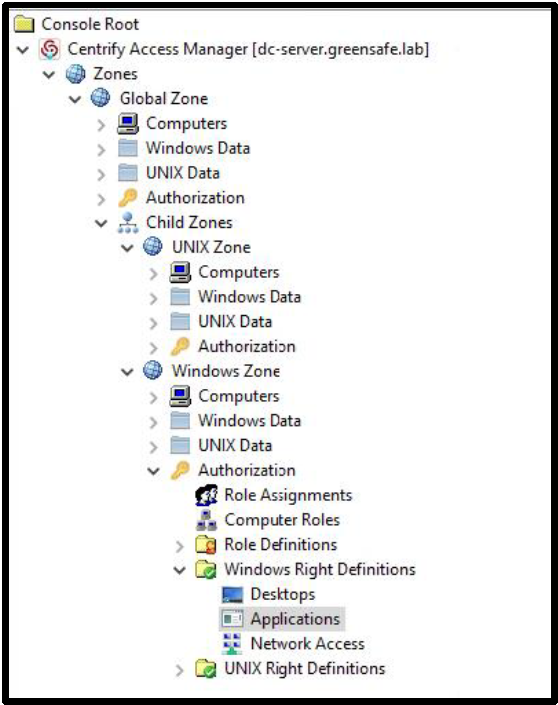 Console Root
Centrify Access Manager [dc-server.greensafe.lab]
Zones
Global Zone
Computers
Windows Data
UNIX Data
Authorization
Child Zones
UNIX Zone
Computers
Windows Data
UNIX Data
Authorization
Windows Zone
Computers
Windows Data
UNIX Data
Authorization
Role Assignments
Computer Roles
Role Definitions
Windows Right Definitions
Desktops
Applications
Network Access
UNIX Right Definitions